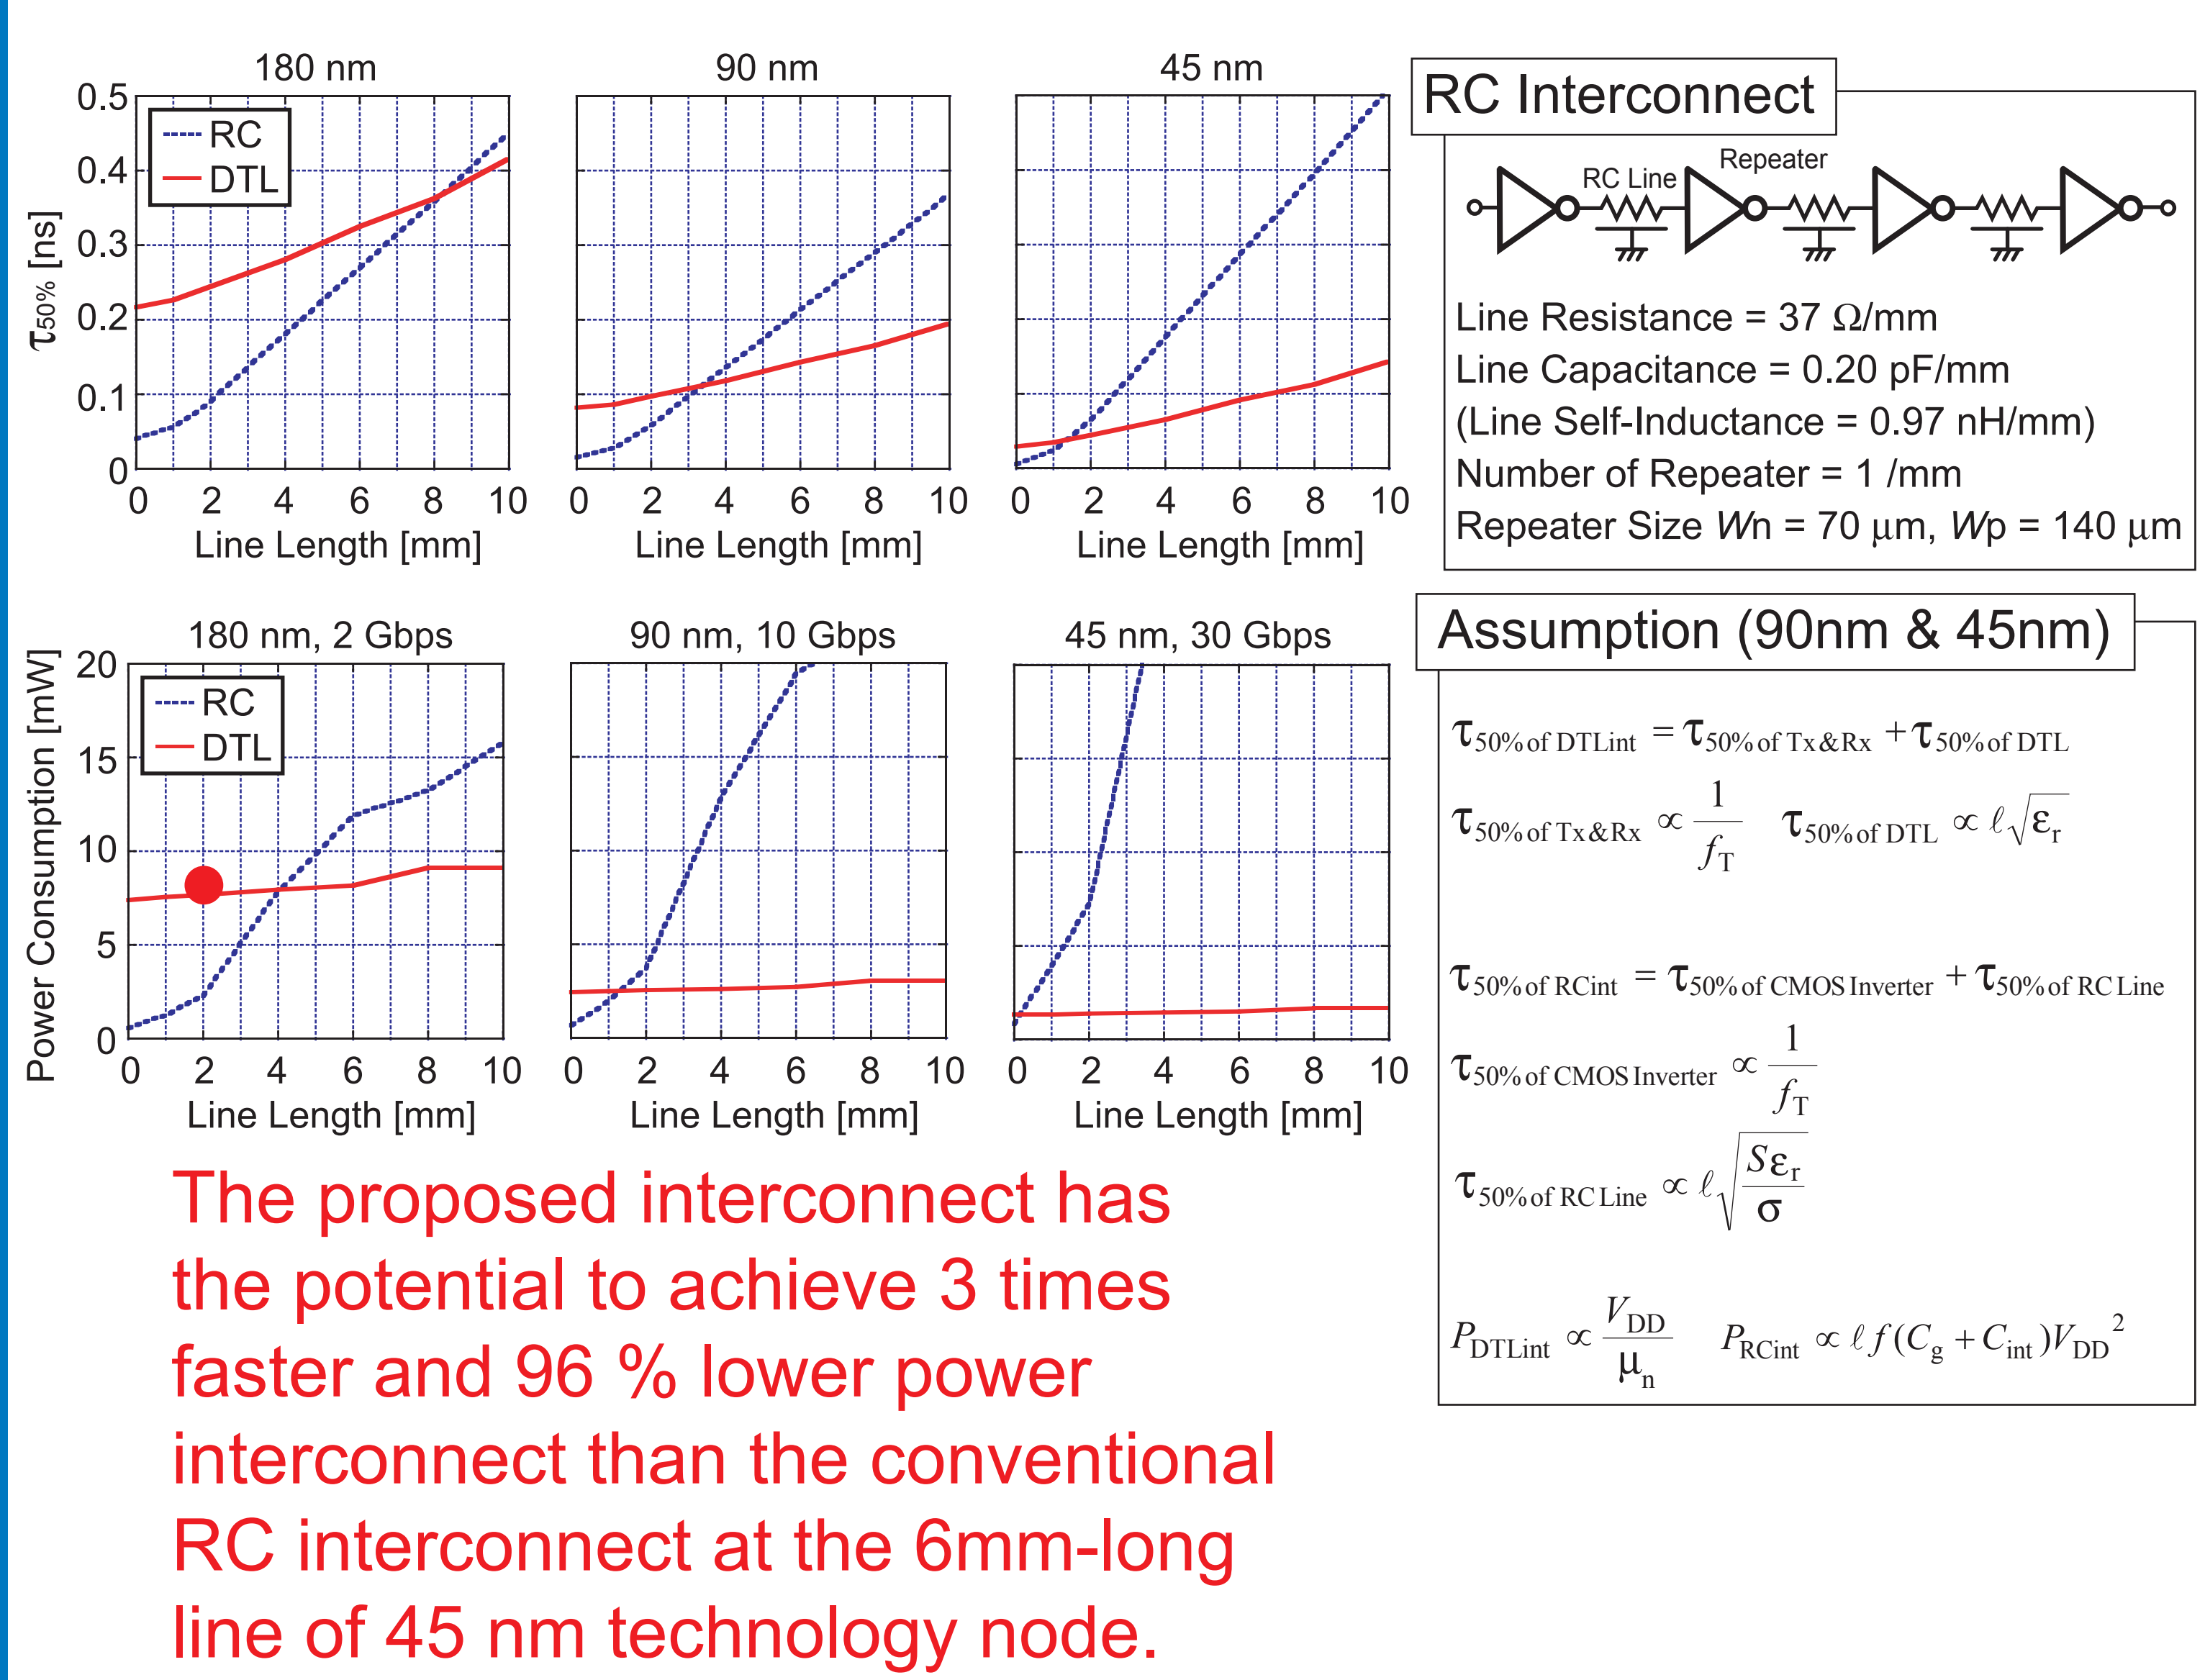 180 nm
90 nm
45 nm
τ50% [ns]
0.5
0.4
0.3
0.2
0.1
0
RC
DTL
0 2 4 6 8 10
0 2 4 6 8 10
0 2 4 6 8 10
Line Length [mm]
Line Length [mm]
Line Length [mm]
RC Interconnect
RC Line
Repeater
Line Resistance = 37 Ω/mm
Line Capacitance = 0.20 pF/mm
(Line Self-Inductance = 0.97 nH/mm)
Number of Repeater = 1 /mm
Repeater Size Wn = 70 μm, Wp = 140 μm
180 nm, 2 Gbps
90 nm, 10 Gbps
45 nm, 30 Gbps
Power Consumption [mW]
20
15
10
5
0
RC
DTL
0 2 4 6 8 10
0 2 4 6 8 10
0 2 4 6 8 10
Line Length [mm]
Line Length [mm]
Line Length [mm]
Assumption (90nm & 45nm)
τ50% of DTLint = τ50% of Tx&Rx + τ50% of DTL
τ50% of Tx&Rx ∝ 1/fT τ50% of DTL ∝ ℓ√εr
τ50% of RCint = τ50% of CMOS Inverter + τ50% of RC Line
τ50% of CMOS Inverter ∝ 1/fT
τ50% of RC Line ∝ ℓ√(Sεr/σ)
PDTLint ∝ VDD/μn PRCint ∝ ℓf(Cg + Cint)VDD²
The proposed interconnect has
the potential to achieve 3 times
faster and 96 % lower power
interconnect than the conventional
RC interconnect at the 6mm-long
line of 45 nm technology node.